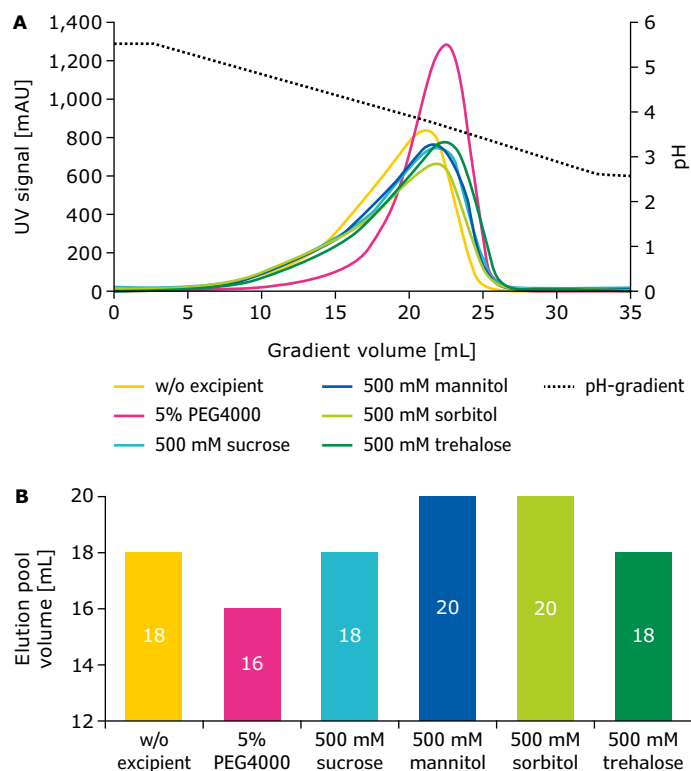 A
1,400
1,200
1,000
800
600
400
200
0
UV signal [mAU]
6
5
4
3
2
1
0
pH
0 5 10 15 20 25 30 35
Gradient volume [mL]
w/o excipient
500 mM mannitol
pH-gradient
5% PEG4000
500 mM sorbitol
500 mM sucrose
500 mM trehalose
B
20
18
16
14
12
Elution pool
volume [mL]
18
16
18
20
20
18
w/o
excipient
5%
PEG4000
500 mM
sucrose
500 mM
mannitol
500 mM
sorbitol
500 mM
trehalose